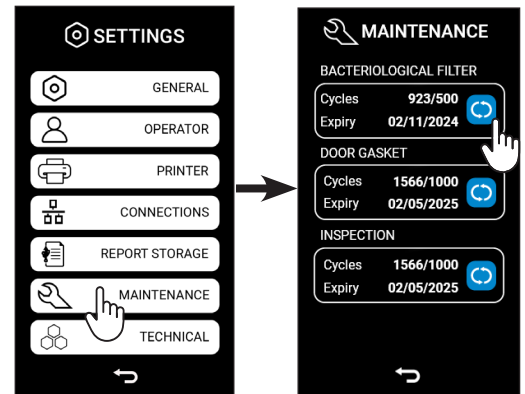 SETTINGS
GENERAL
OPERATOR
PRINTER
CONNECTIONS
REPORT STORAGE
MAINTENANCE
TECHNICAL
MAINTENANCE
BACTERIOLOGICAL FILTER
Cycles 923/500
Expiry 02/11/2024
DOOR GASKET
Cycles 1566/1000
Expiry 02/05/2025
INSPECTION
Cycles 1566/1000
Expiry 02/05/2025